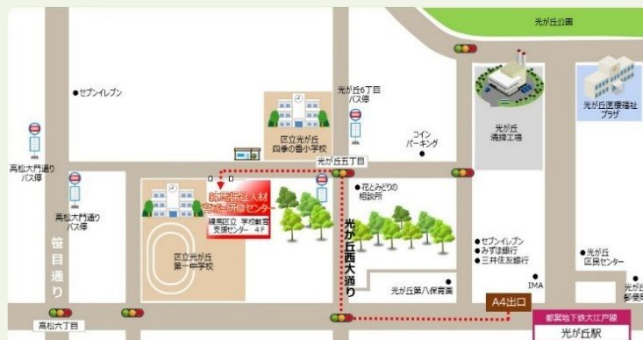 光が丘公園
セブンイレブン
光が丘6丁目
バス停
区立光が丘
四季の香小学校
コイン
パーキング
光が丘
清掃工場
光が丘医療福祉
プラザ
高松大門通り
バス停
光が丘五丁目
高松大門通り
バス停
練馬区立 学校教育
支援センター 4F
花とみどりの
相談所
笹目通り
区立光が丘
第一中学校
光が丘西大通り
セブンイレブン
みずほ銀行
三井住友銀行
光が丘
区民センター
光が丘第八保育園
IMA
光が丘
郵便局
A4出口
高松六丁目
都営地下鉄大江戸線
光が丘駅